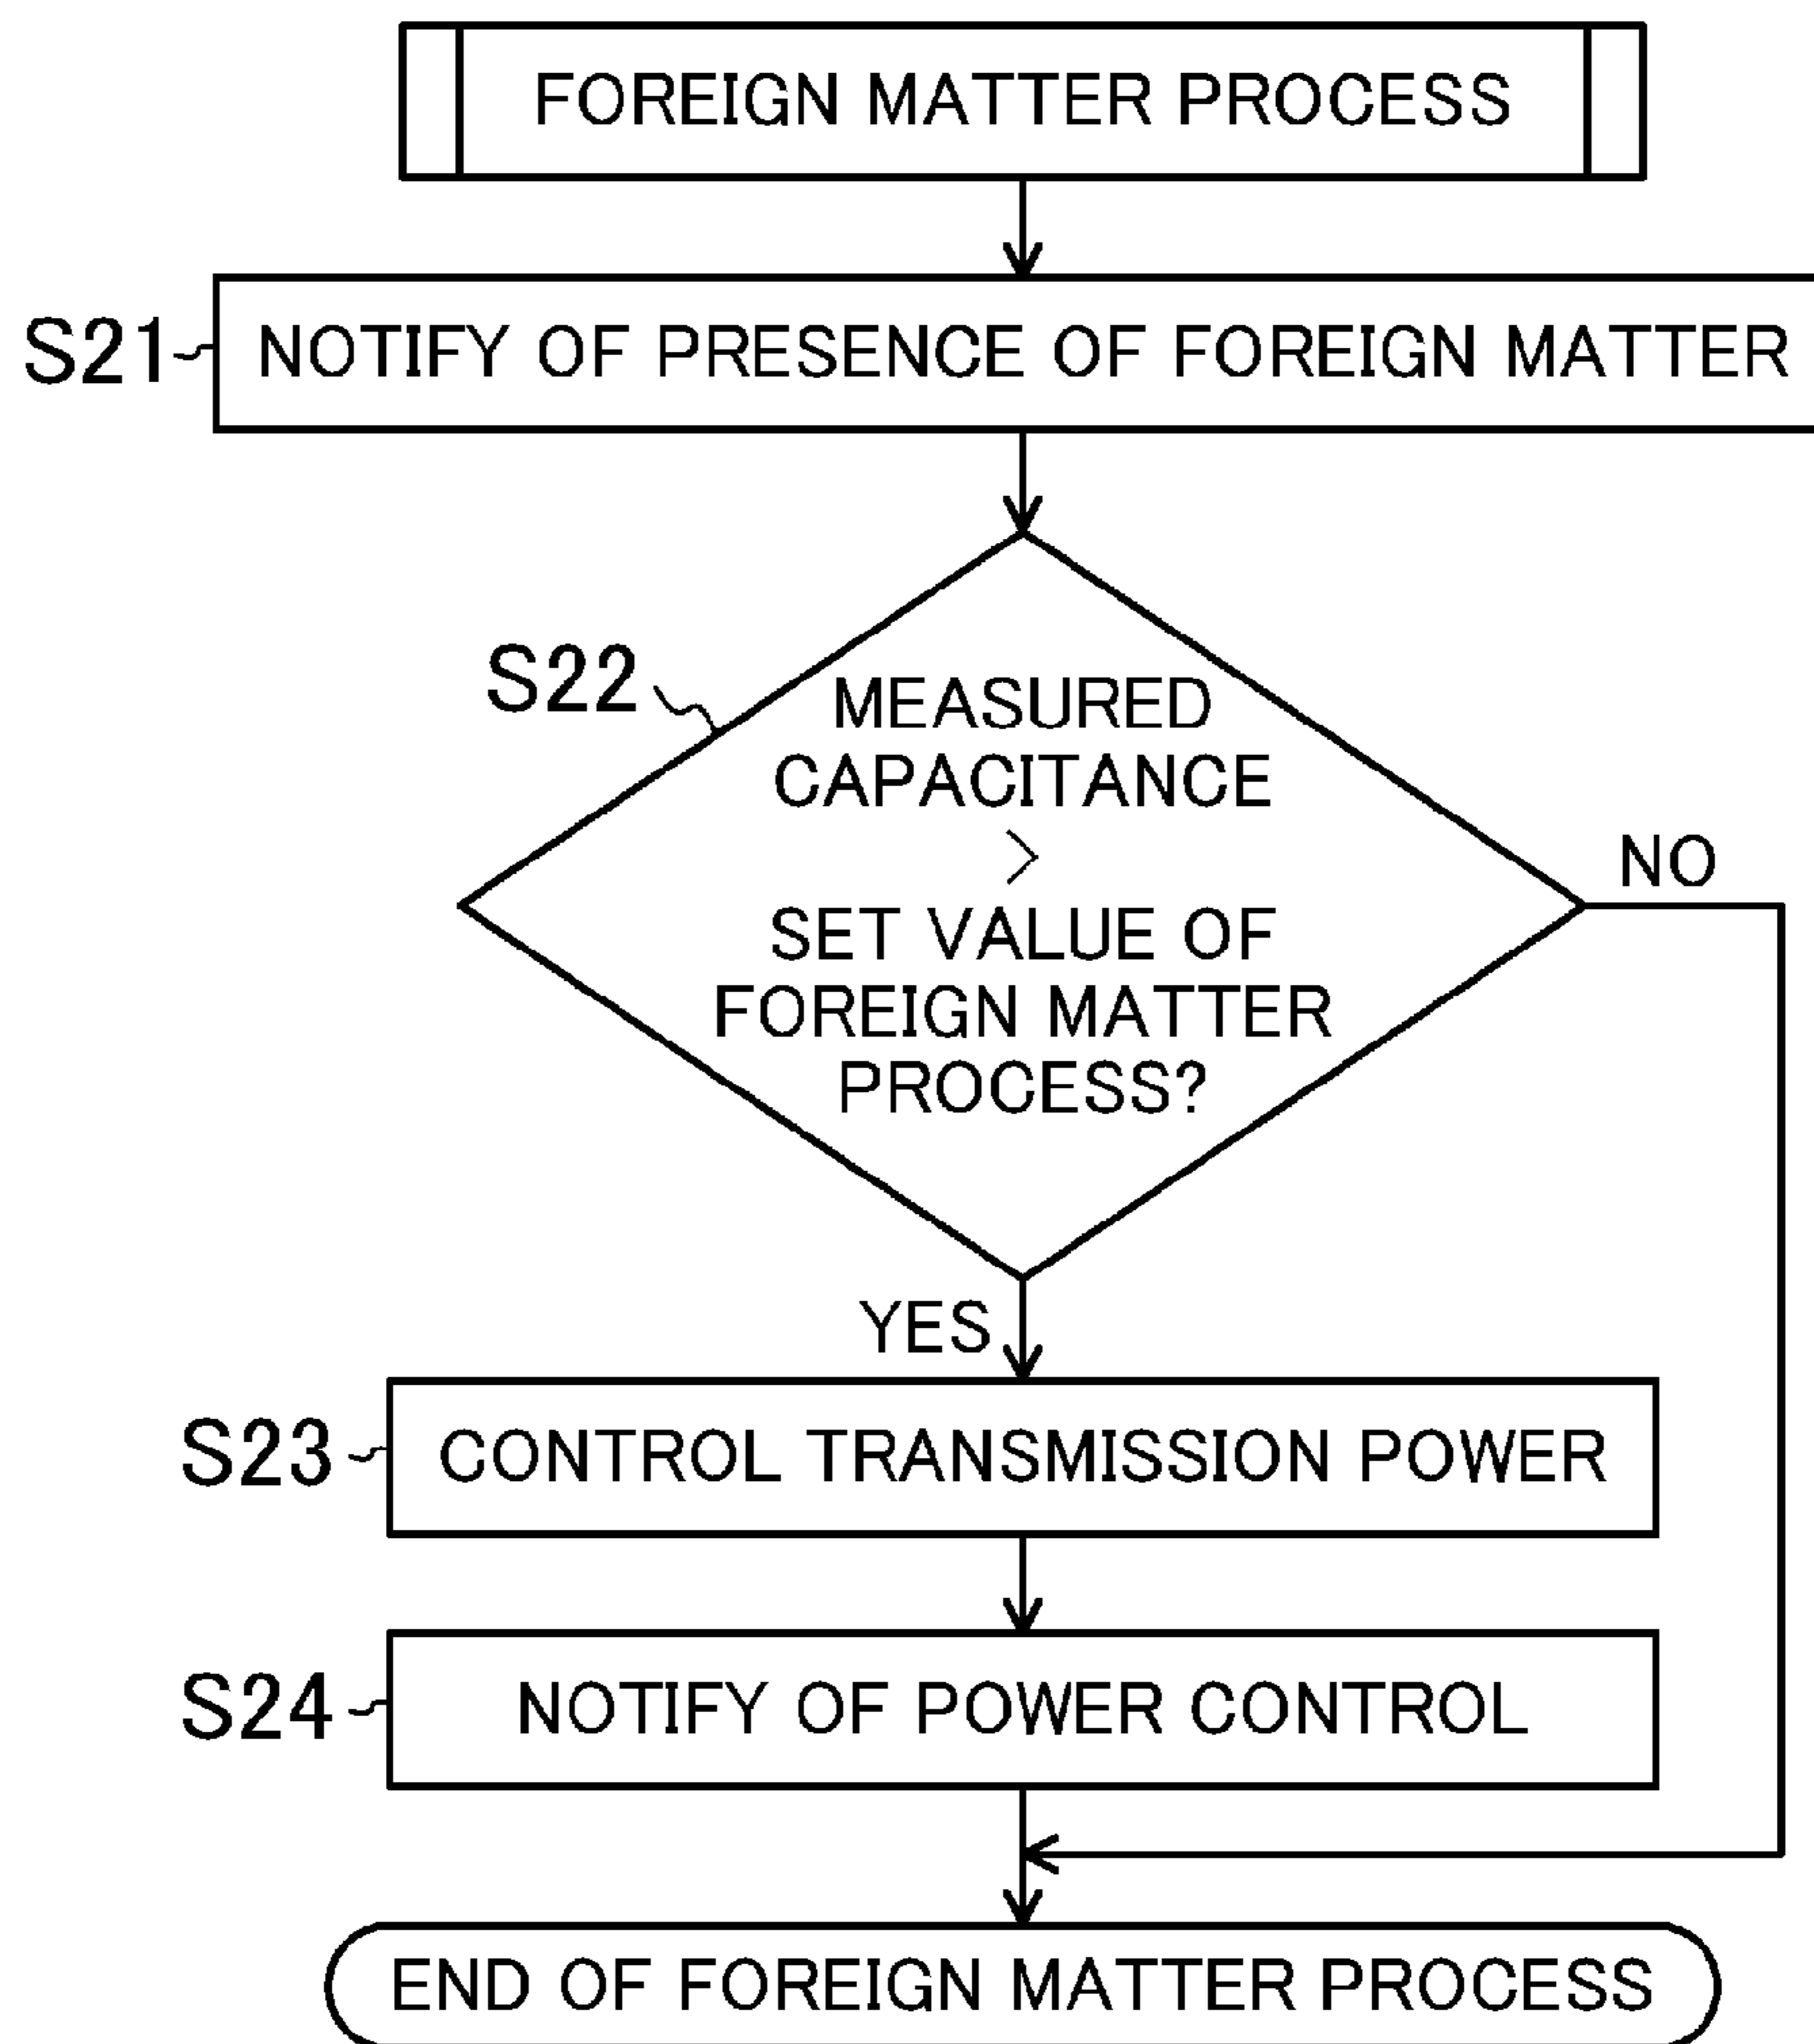 FOREIGN MATTER PROCESS
S21
NOTIFY OF PRESENCE OF FOREIGN MATTER
S22
MEASURED
CAPACITANCE
>
SET VALUE OF
FOREIGN MATTER
PROCESS?
NO
YES
S23
CONTROL TRANSMISSION POWER
S24
NOTIFY OF POWER CONTROL
END OF FOREIGN MATTER PROCESS